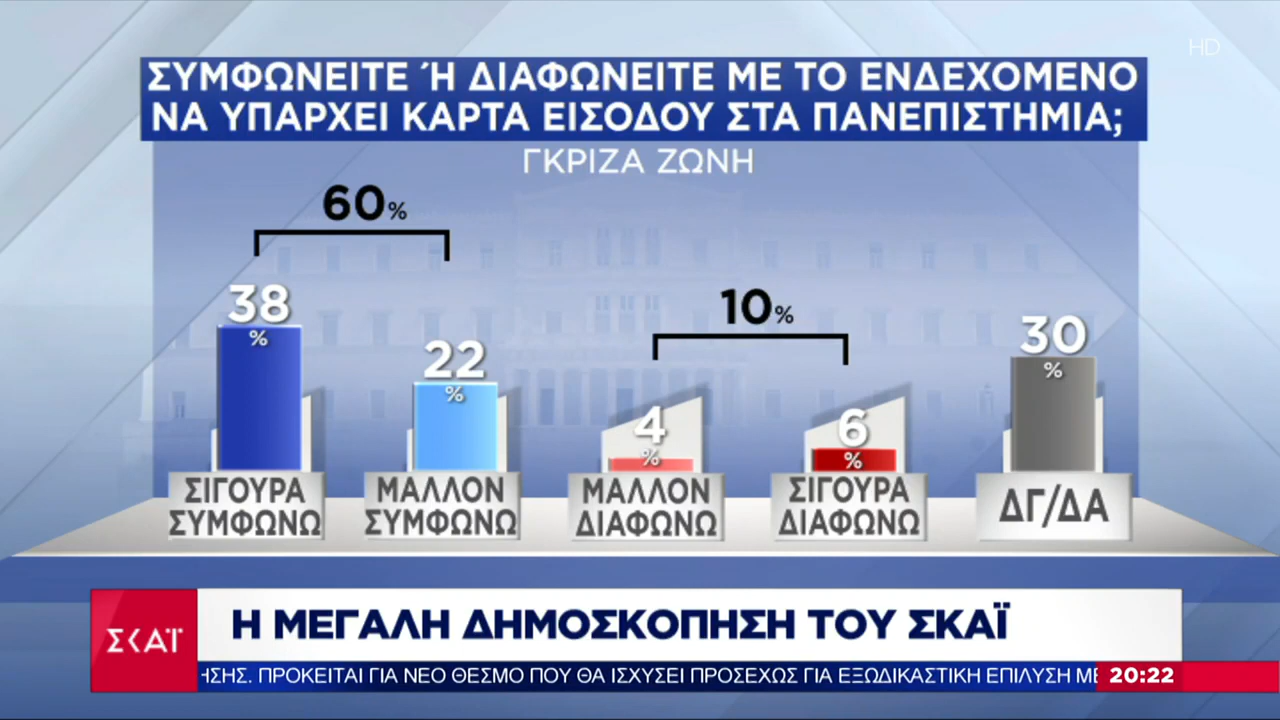 HD
ΣΥΜΦΩΝΕΙΤΕ Ή ΔΙΑΦΩΝΕΙΤΕ ΜΕ ΤΟ ΕΝΔΕΧΟΜΕΝΟ
ΝΑ ΥΠΑΡΧΕΙ ΚΑΡΤΑ ΕΙΣΟΔΟΥ ΣΤΑ ΠΑΝΕΠΙΣΤΗΜΙΑ;
ΓΚΡΙΖΑ ΖΩΝΗ
60%
10%
38
%
22
%
4
%
6
%
30
%
ΣΙΓΟΥΡΑ
ΣΥΜΦΩΝΩ
ΜΑΛΛΟΝ
ΣΥΜΦΩΝΩ
ΜΑΛΛΟΝ
ΔΙΑΦΩΝΩ
ΣΙΓΟΥΡΑ
ΔΙΑΦΩΝΩ
ΔΓ/ΔΑ
ΣΚΑΪ
Η ΜΕΓΑΛΗ ΔΗΜΟΣΚΟΠΗΣΗ ΤΟΥ ΣΚΑΪ
ΗΣΗΣ. ΠΡΟΚΕΙΤΑΙ ΓΙΑ ΝΕΟ ΘΕΣΜΟ ΠΟΥ ΘΑ ΙΣΧΥΣΕΙ ΠΡΟΣΕΧΩΣ ΓΙΑ ΕΞΩΔΙΚΑΣΤΙΚΗ ΕΠΙΛΥΣΗ ΜΕ
20:22